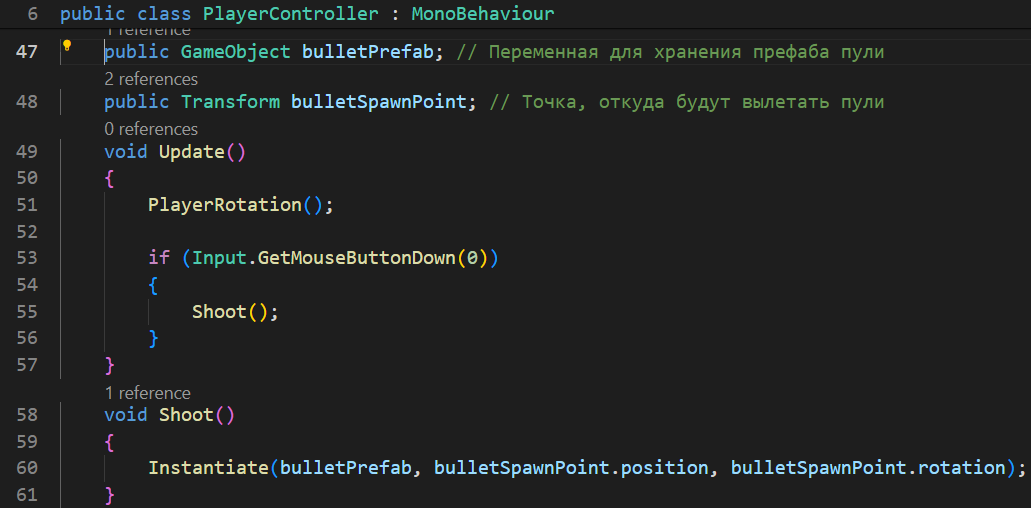 6 public class PlayerController : MonoBehaviour
1 reference
47 public GameObject bulletPrefab; // Переменная для хранения префаба пули
2 references
48 public Transform bulletSpawnPoint; // Точка, откуда будут вылетать пули
0 references
49 void Update()
50 {
51 PlayerRotation();
52
53 if (Input.GetMouseButtonDown(0))
54 {
55 Shoot();
56 }
57 }
1 reference
58 void Shoot()
59 {
60 Instantiate(bulletPrefab, bulletSpawnPoint.position, bulletSpawnPoint.rotation);
61 }